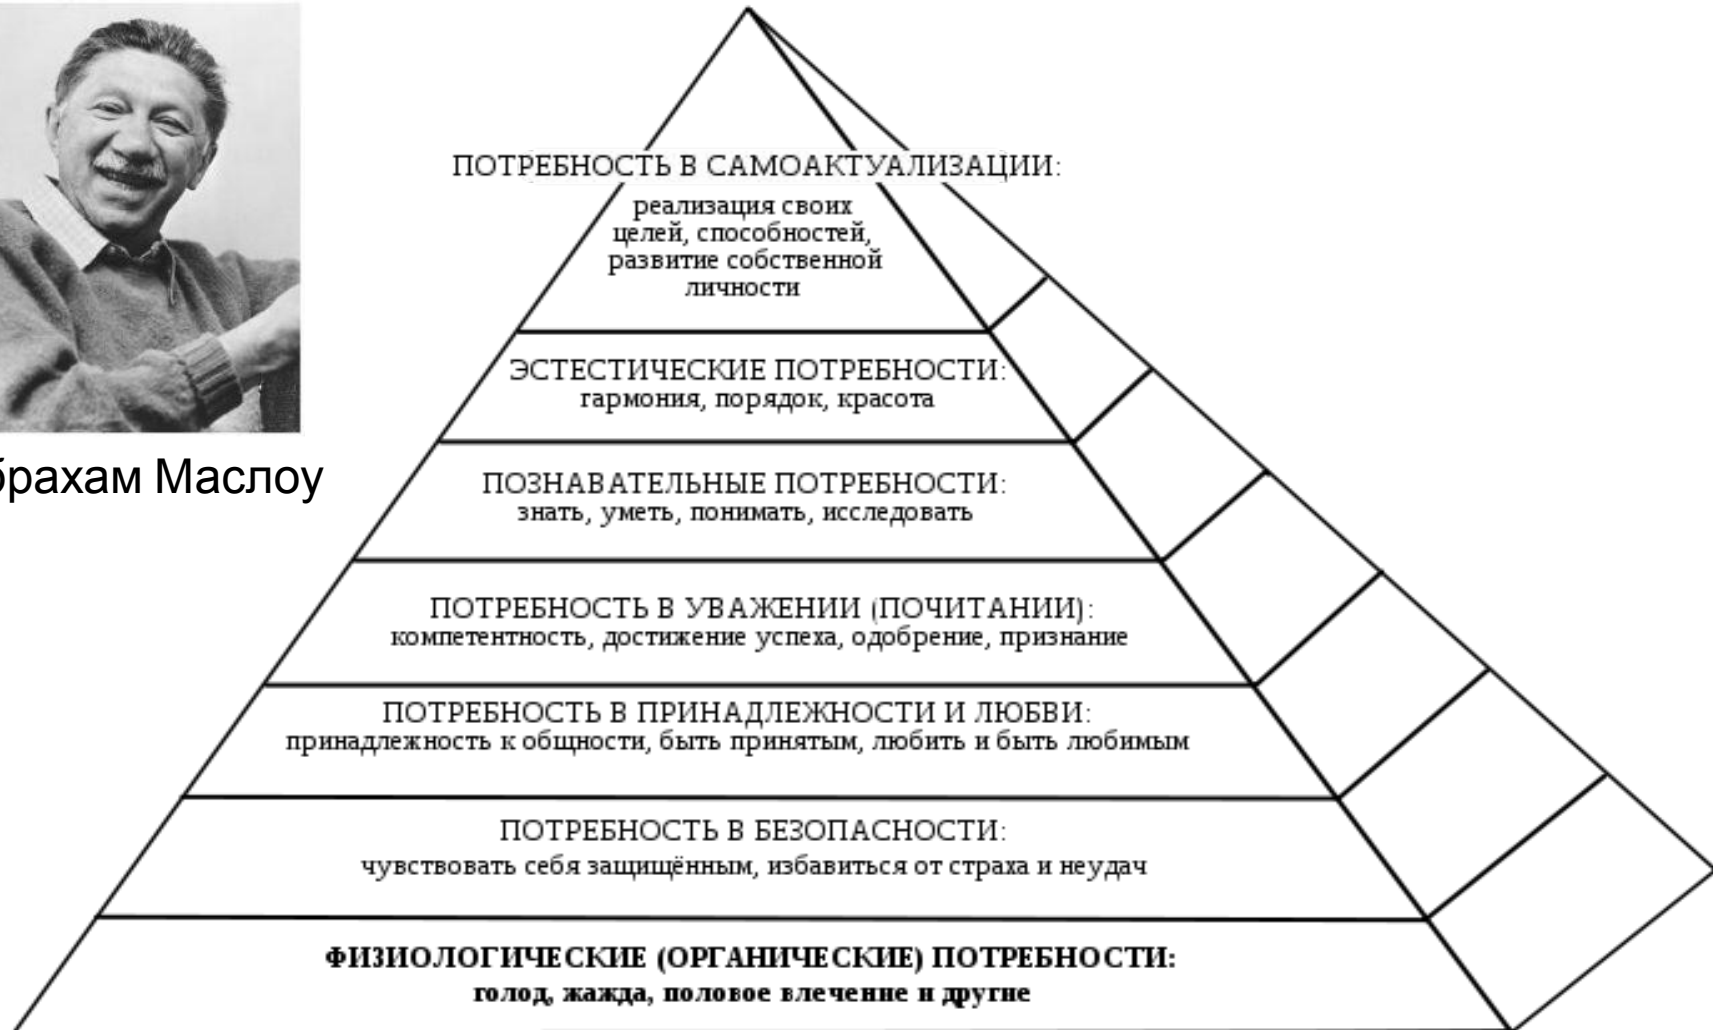 ПОТРЕБНОСТЬ В САМОАКТУАЛИЗАЦИИ:
реализация своих
целей, способностей,
развитие собственной
личности
ЭСТЕСТИЧЕСКИЕ ПОТРЕБНОСТИ:
гармония, порядок, красота
брахам Маслоу
ПОЗНАВАТЕЛЬНЫЕ ПОТРЕБНОСТИ:
знать, уметь, понимать, исследовать
ПОТРЕБНОСТЬ В УВАЖЕНИИ (ПОЧИТАНИИ):
компетентность, достижение успеха, одобрение, признание
ПОТРЕБНОСТЬ В ПРИНАДЛЕЖНОСТИ И ЛЮБВИ:
принадлежность к общности, быть принятым, любить и быть любимым
ПОТРЕБНОСТЬ В БЕЗОПАСНОСТИ:
чувствовать себя защищённым, избавиться от страха и неудач
ФИЗИОЛОГИЧЕСКИЕ (ОРГАНИЧЕСКИЕ) ПОТРЕБНОСТИ:
голод, жажда, половое влечение и другие